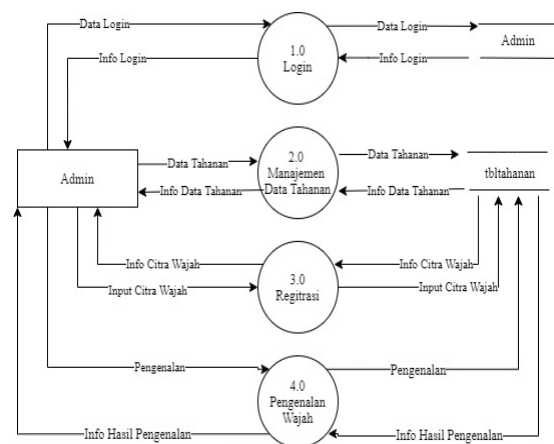 Data Login
1.0
Login
Data Login
Admin
Info Login
Info Login
Admin
Data Tahanan
2.0
Manajemen
Data Tahanan
Data Tahanan
tbltahanan
Info Data Tahanan
Info Data Tahanan
Info Citra Wajah
3.0
Regitrasi
Info Citra Wajah
Input Citra Wajah
Input Citra Wajah
Pengenalan
4.0
Pengenalan
Wajah
Pengenalan
Info Hasil Pengenalan
Info Hasil Pengenalan